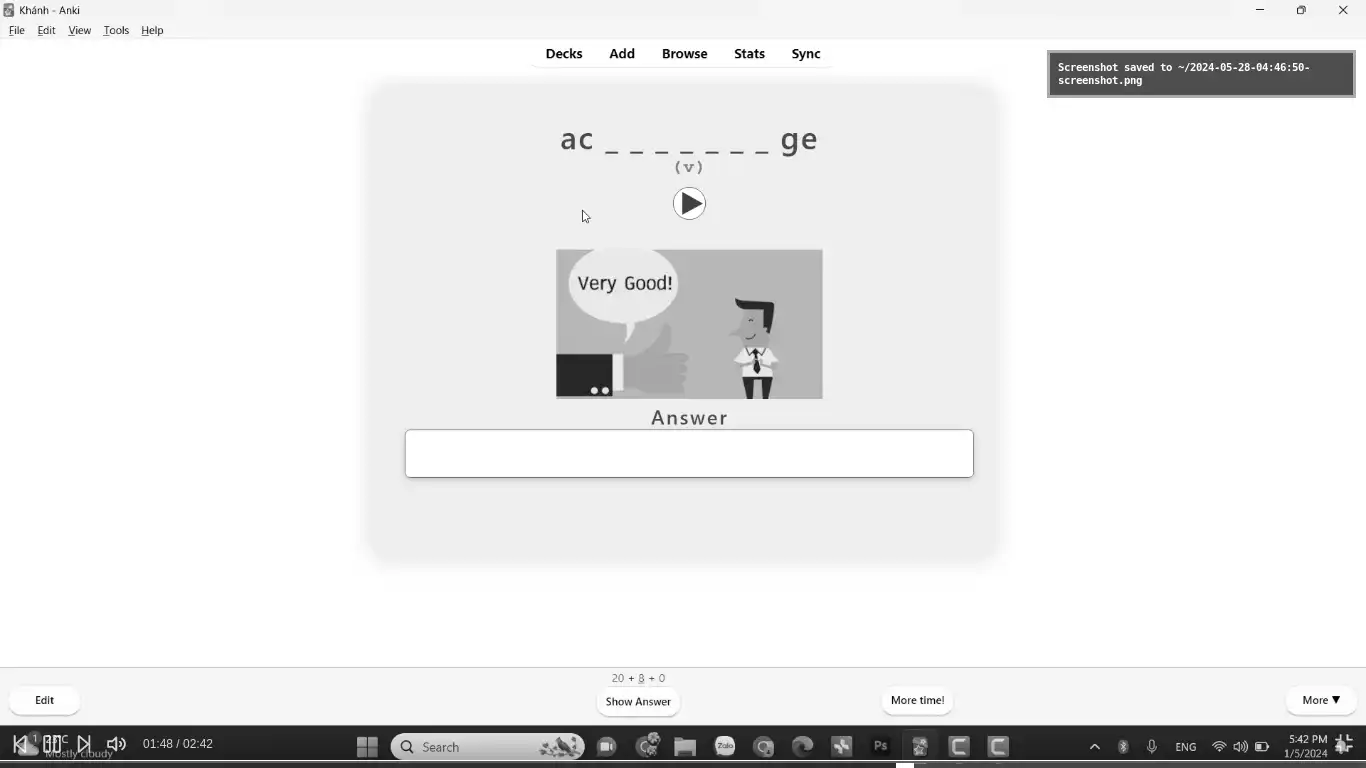 Khánh - Anki
File Edit View Tools Help
Decks Add Browse Stats Sync
Screenshot saved to ~/2024-05-28-04:46:50-
screenshot.png
ac _ _ _ _ _ _ _ ge
(v)
Very Good!
Answer
20 + 8 + 0
Edit Show Answer More time! More ▼
Mostly cloudy
01:48 / 02:42
Search
Zalo
Ps
ENG
5:42 PM
1/5/2024